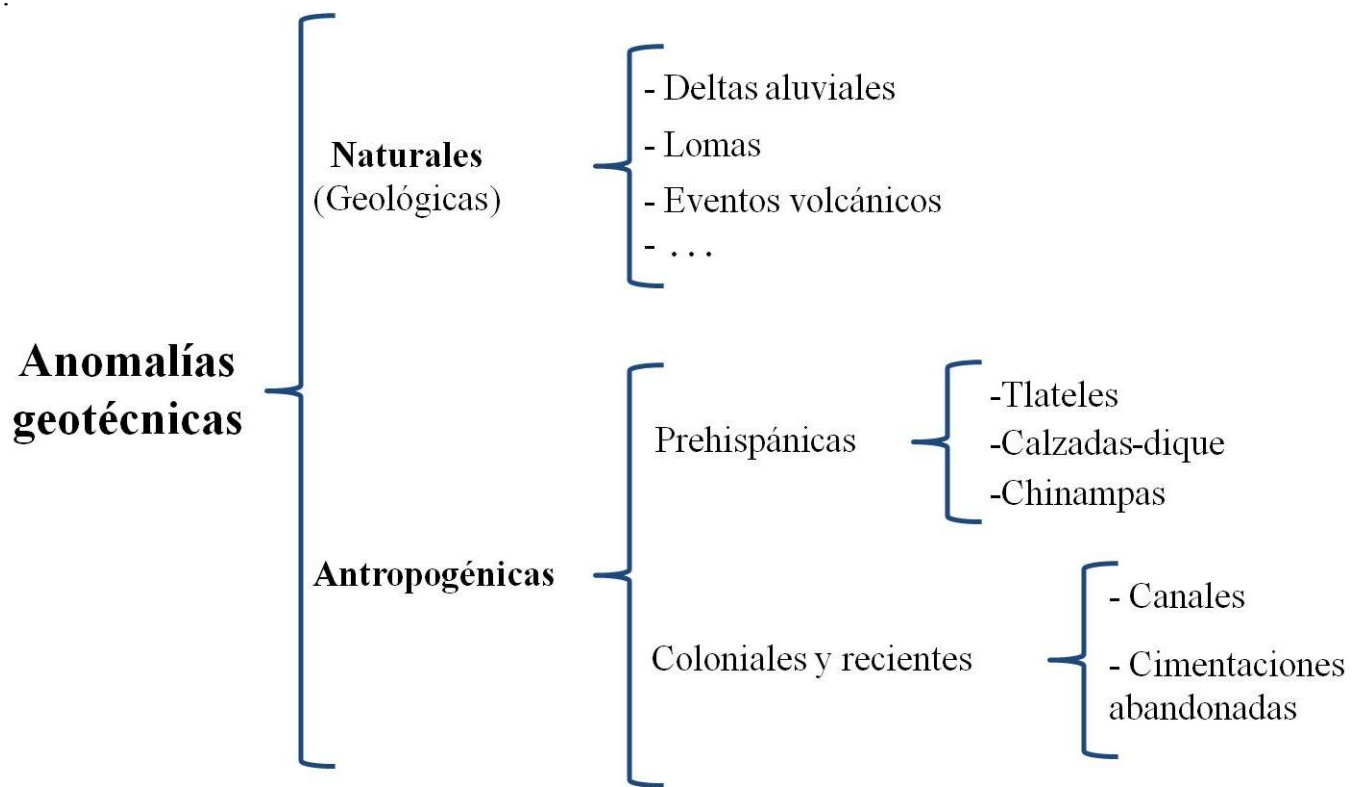 Anomalías
geotécnicas
Naturales
(Geológicas)
- Deltas aluviales
- Lomas
- Eventos volcánicos
- ...
Antropogénicas
Prehispánicas
-Tlateles
-Calzadas-dique
-Chinampas
Coloniales y recientes
- Canales
- Cimentaciones
abandonadas